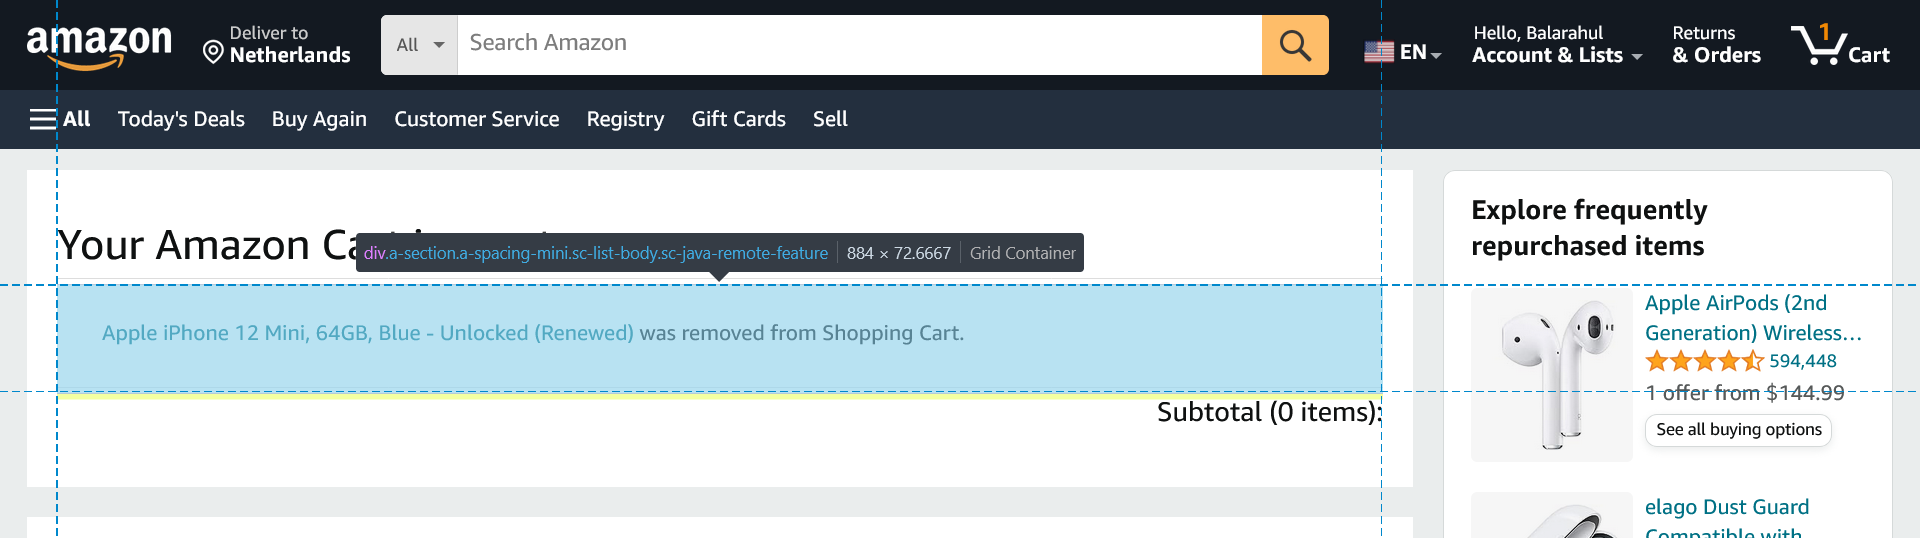 amazon
Deliver to
Netherlands
All
Search Amazon
EN
Hello, Balarahul
Account & Lists
Returns
& Orders
1
Cart
All Today's Deals Buy Again Customer Service Registry Gift Cards Sell
Your Amazon
div.a-section.a-spacing-mini.sc-list-body.sc-java-remote-feature 884 × 72.6667 Grid Container
Apple iPhone 12 Mini, 64GB, Blue - Unlocked (Renewed) was removed from Shopping Cart.
Subtotal (0 items):
Explore frequently
repurchased items
Apple AirPods (2nd
Generation) Wireless…
594,448
1 offer from $144.99
See all buying options
elago Dust Guard
Compatible with